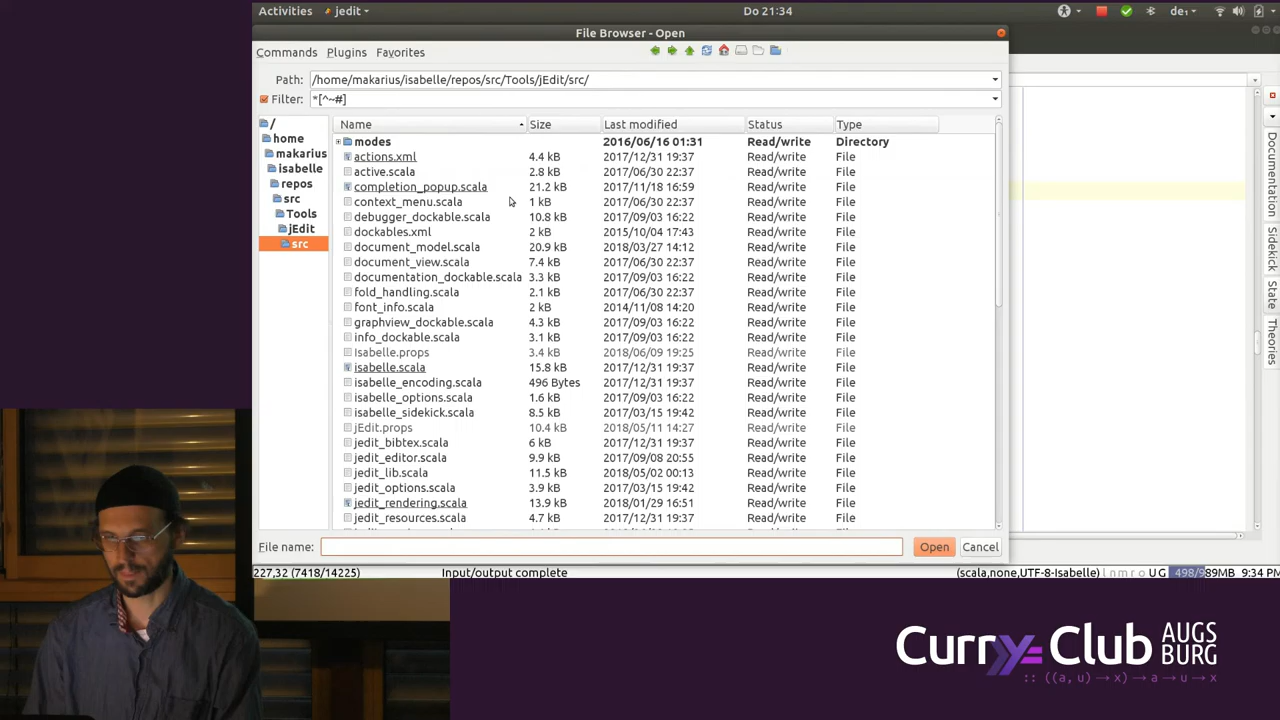 Activities jedit Do 21:34 de₁
File Browser - Open
Commands Plugins Favorites
Path: /home/makarius/isabelle/repos/src/Tools/jEdit/src/
Filter: *[^~#]
/
home
makarius
isabelle
repos
src
Tools
jEdit
src
Name Size Last modified Status Type
modes 2016/06/16 01:31 Read/write Directory
actions.xml 4.4 kB 2017/12/31 19:37 Read/write File
active.scala 2.8 kB 2017/06/30 22:37 Read/write File
completion_popup.scala 21.2 kB 2017/11/18 16:59 Read/write File
context_menu.scala 1 kB 2017/06/30 22:37 Read/write File
debugger_dockable.scala 10.8 kB 2017/09/03 16:22 Read/write File
dockables.xml 2 kB 2015/10/04 17:43 Read/write File
document_model.scala 20.9 kB 2018/03/27 14:12 Read/write File
document_view.scala 7.4 kB 2017/06/30 22:37 Read/write File
documentation_dockable.scala 3.3 kB 2017/09/03 16:22 Read/write File
fold_handling.scala 2.1 kB 2017/06/30 22:37 Read/write File
font_info.scala 2 kB 2014/11/08 14:20 Read/write File
graphview_dockable.scala 4.3 kB 2017/09/03 16:22 Read/write File
info_dockable.scala 3.1 kB 2017/09/03 16:22 Read/write File
Isabelle.props 3.4 kB 2018/06/09 19:25 Read/write File
isabelle.scala 15.8 kB 2017/12/31 19:37 Read/write File
isabelle_encoding.scala 496 Bytes 2017/12/31 19:37 Read/write File
isabelle_options.scala 1.6 kB 2017/09/03 16:22 Read/write File
isabelle_sidekick.scala 8.5 kB 2017/03/15 19:42 Read/write File
jEdit.props 10.4 kB 2018/05/11 14:27 Read/write File
jedit_bibtex.scala 6 kB 2017/12/31 19:37 Read/write File
jedit_editor.scala 9.9 kB 2017/09/08 20:55 Read/write File
jedit_lib.scala 11.5 kB 2018/05/02 00:13 Read/write File
jedit_options.scala 3.9 kB 2017/03/15 19:42 Read/write File
jedit_rendering.scala 13.9 kB 2018/01/29 16:51 Read/write File
jedit_resources.scala 4.7 kB 2017/12/31 19:37 Read/write File
File name: Open Cancel
Documentation
Sidekick
State
Theories
227,32 (7418/14225) Input/output complete (scala,none,UTF-8-Isabelle) l n m r o U G 498/989MB 9:34 PM
Curry Club AUGS
BURG
:: ((a, u) → x) → a → u → x